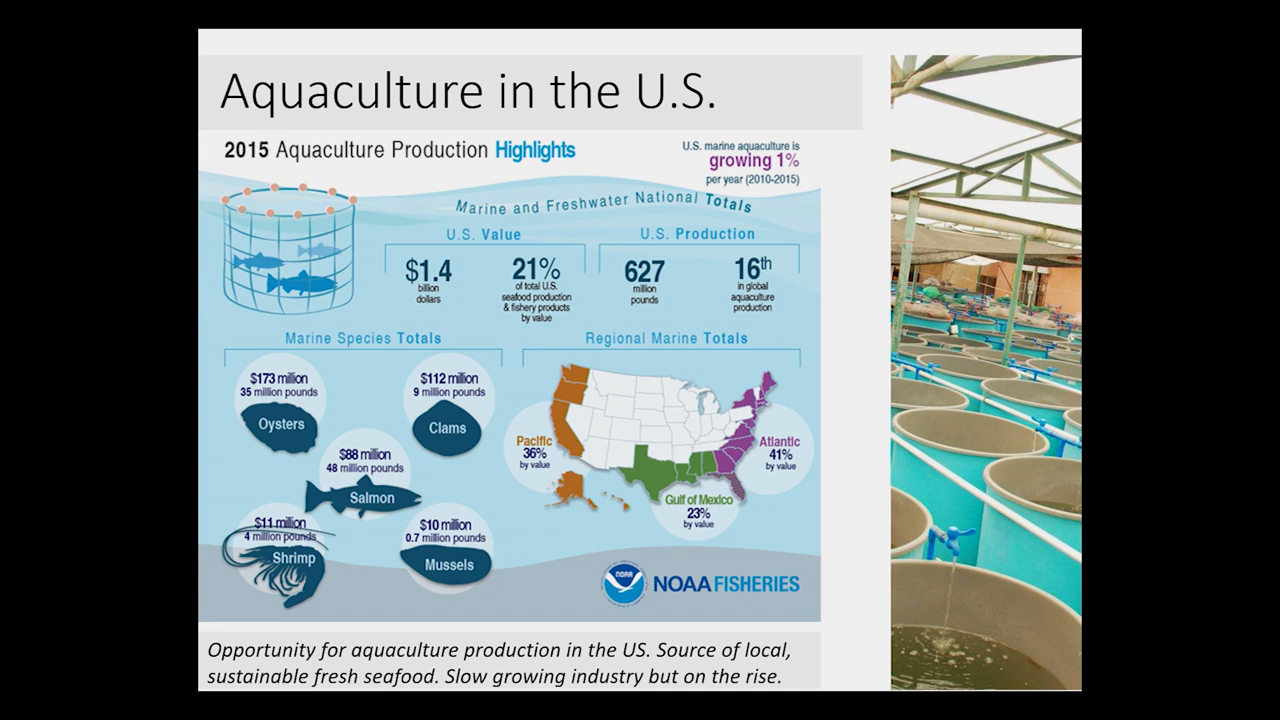 Aquaculture in the U.S.
2015 Aquaculture Production Highlights
U.S. marine aquaculture is
growing 1%
per year (2010-2015)
Marine and Freshwater National Totals
U.S. Value
U.S. Production
$1.4
billion
dollars
21%
of total U.S.
seafood production
& fishery products
by value
627
million
pounds
16th
in global
aquaculture
production
Marine Species Totals
$173 million
35 million pounds
Oysters
$112 million
9 million pounds
Clams
$88 million
48 million pounds
Salmon
$11 million
4 million pounds
Shrimp
$10 million
0.7 million pounds
Mussels
Regional Marine Totals
Pacific
36%
by value
Atlantic
41%
by value
Gulf of Mexico
23%
by value
NOAA
NOAA FISHERIES
Opportunity for aquaculture production in the US. Source of local,
sustainable fresh seafood. Slow growing industry but on the rise.